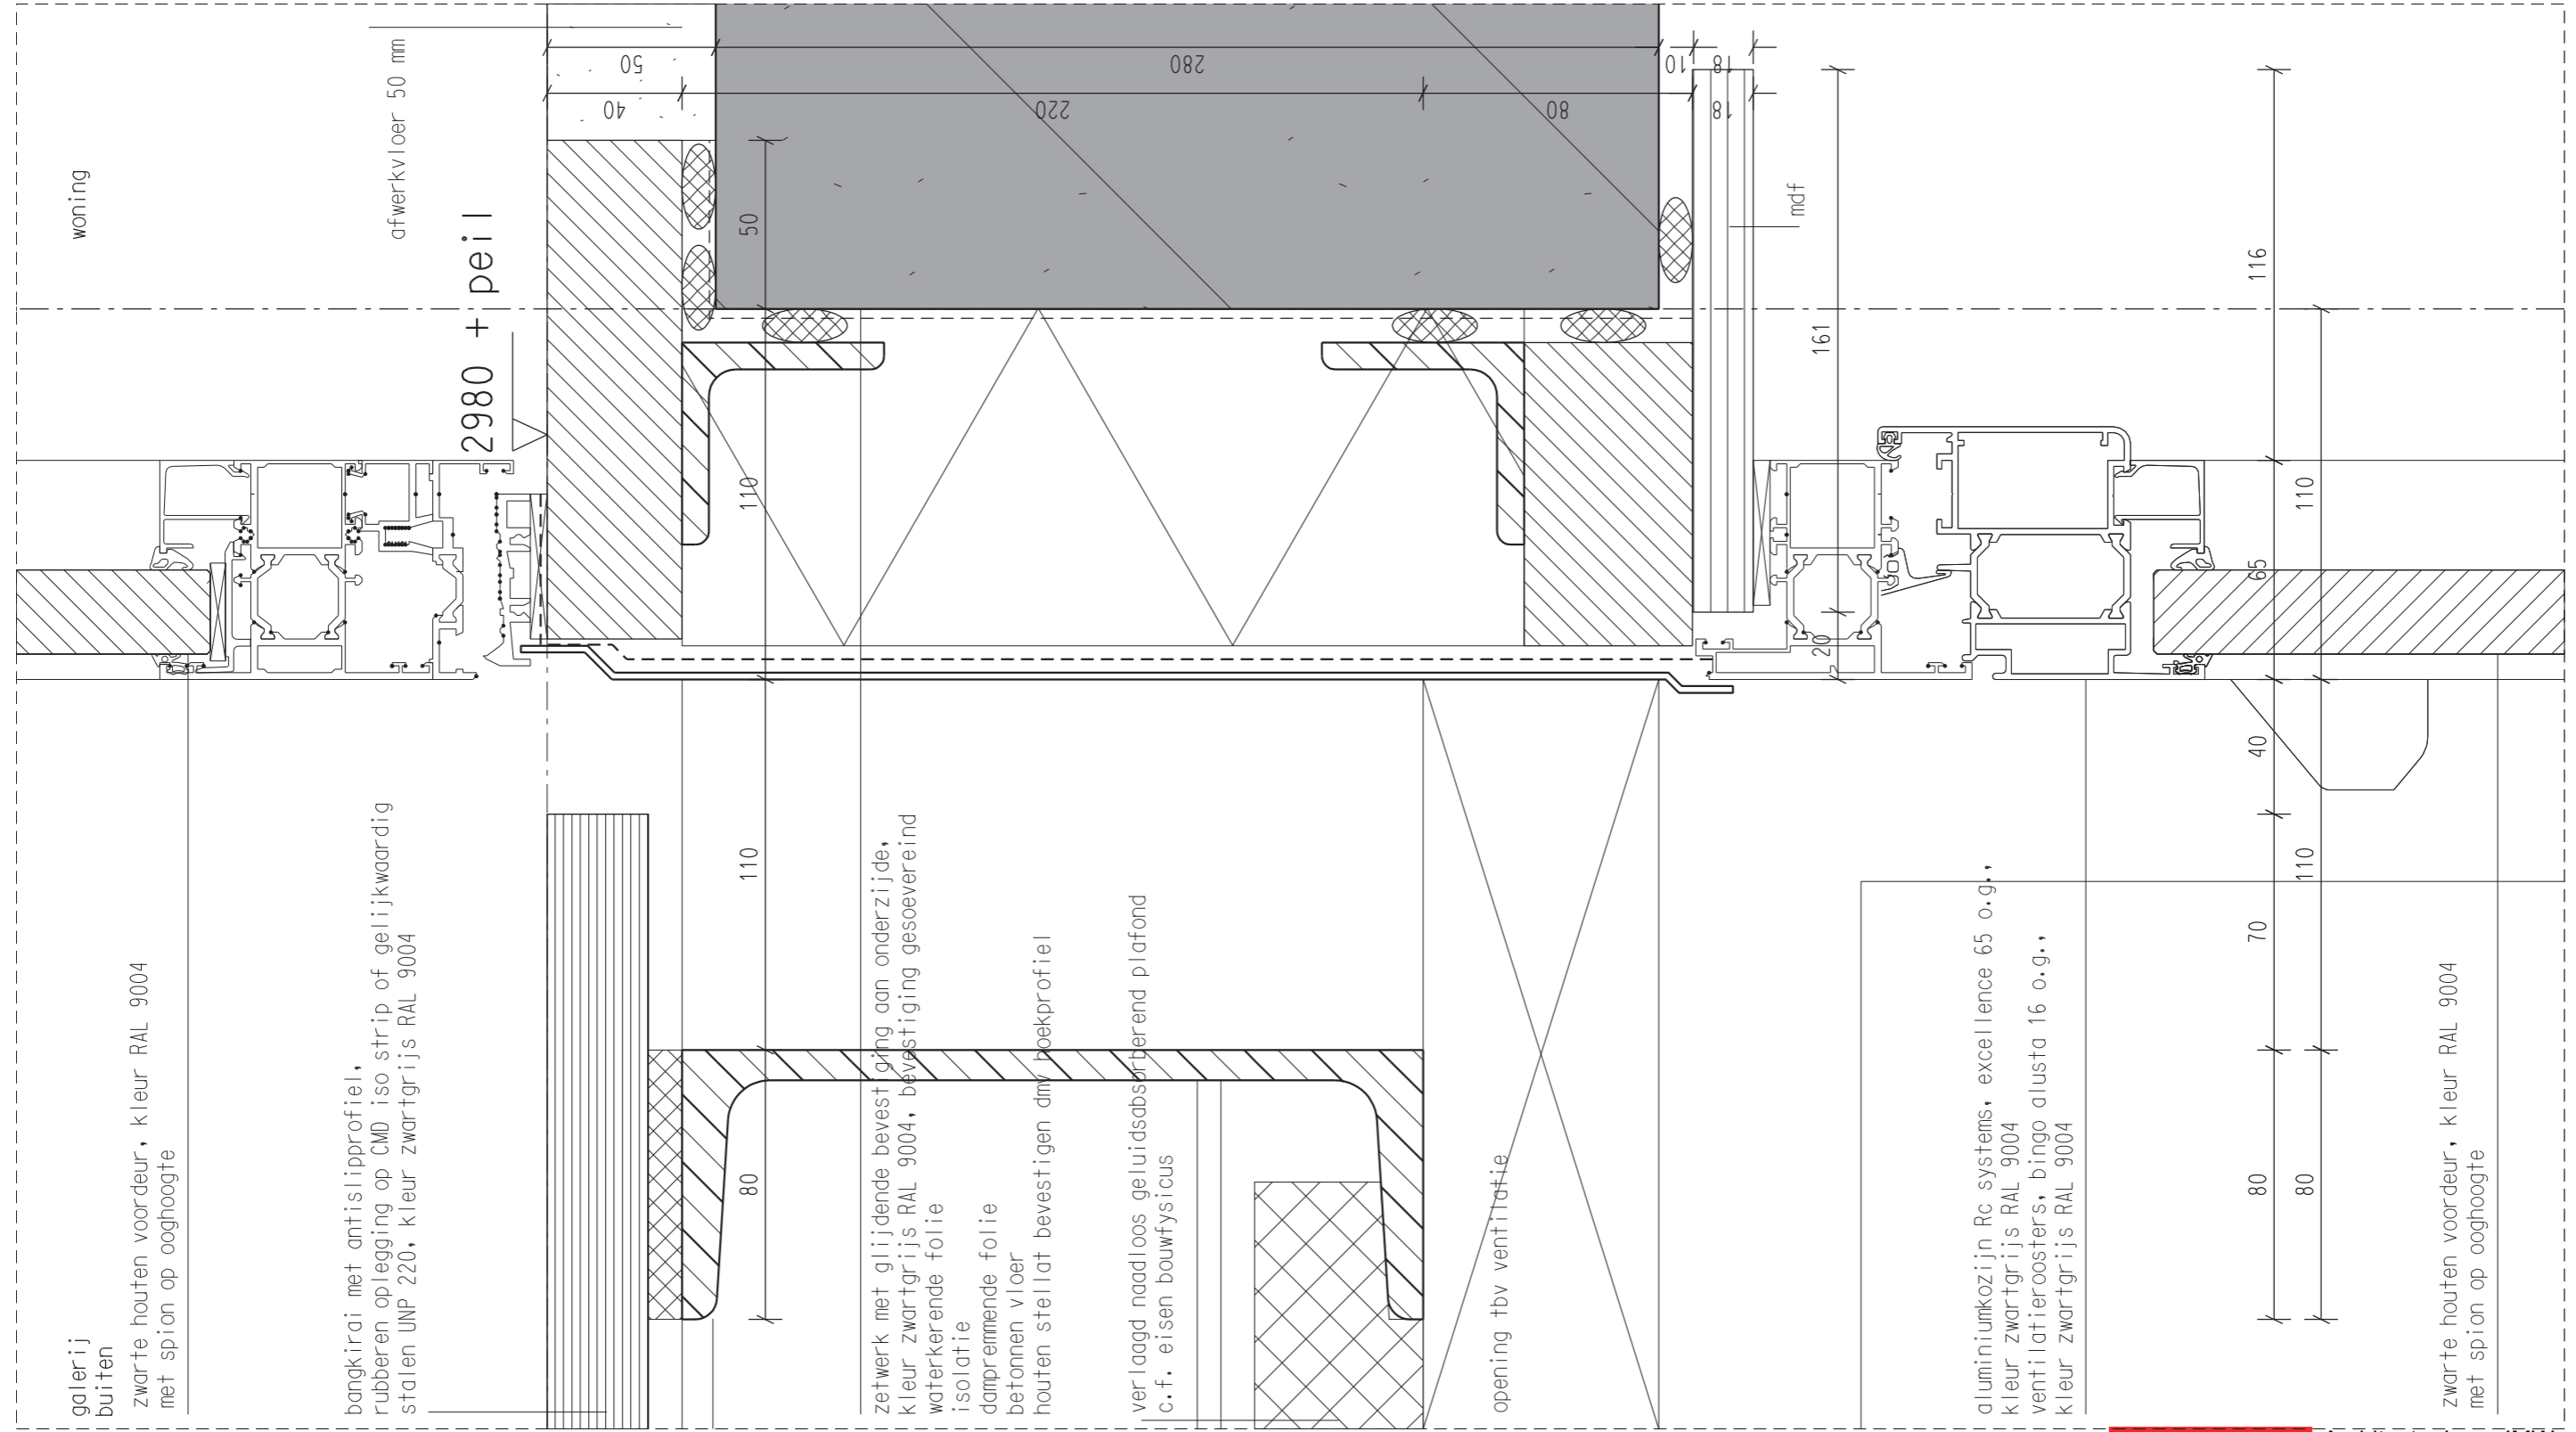 woning
afwerkvloer 50 mm
2980 + peil
50
280
10
18
40
220
80
18
50
110
110
80
mdf
161
20
116
65
40
70
80
110
110
80
galerij
buiten
zwarte houten voordeur, kleur RAL 9004
met spion op ooghoogte
bangkirai met antislipprofiel,
rubberen oplegging op CMD iso strip of gelijkwaardig
stalen UNP 220, kleur zwartgrijs RAL 9004
zetwerk met glijdende bevestiging aan onderzijde,
kleur zwartgrijs RAL 9004, bevestiging gesoevereind
waterkerende folie
isolatie
dampremmende folie
betonnen vloer
houten stellat bevestigen dmv hoekprofiel
verlaagd naadloos geluidsabsorberend plafond
c.f. eisen bouwfysicus
opening tbv ventilatie
aluminiumkozijn Rc systems, excellence 65 o.g.,
kleur zwartgrijs RAL 9004
ventilatieroosters, bingo alusta 16 o.g.,
kleur zwartgrijs RAL 9004
zwarte houten voordeur, kleur RAL 9004
met spion op ooghoogte